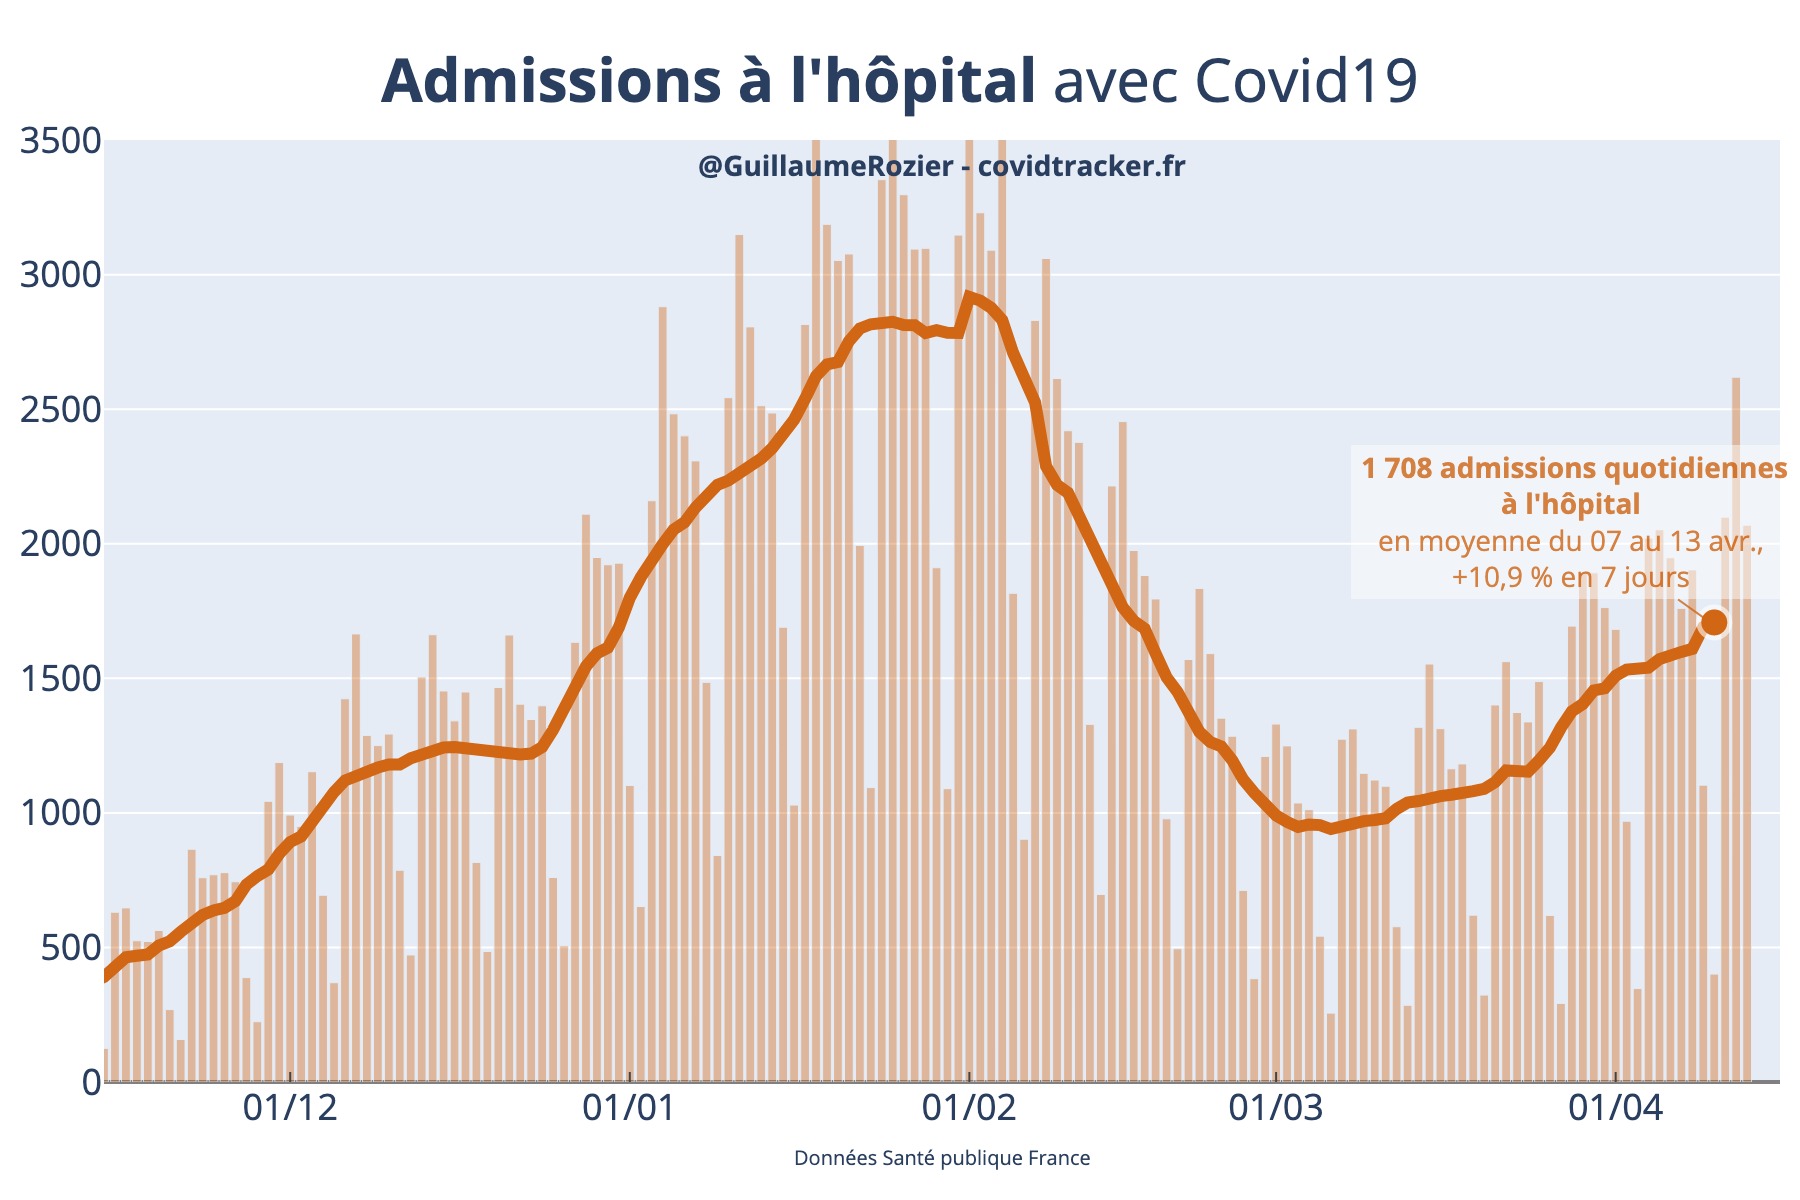 Admissions à l'hôpital avec Covid19
@GuillaumeRozier - covidtracker.fr
3500
3000
2500
2000
1500
1000
500
0
1 708 admissions quotidiennes
à l'hôpital
en moyenne du 07 au 13 avr.,
+10,9 % en 7 jours
01/12 01/01 01/02 01/03 01/04
Données Santé publique France